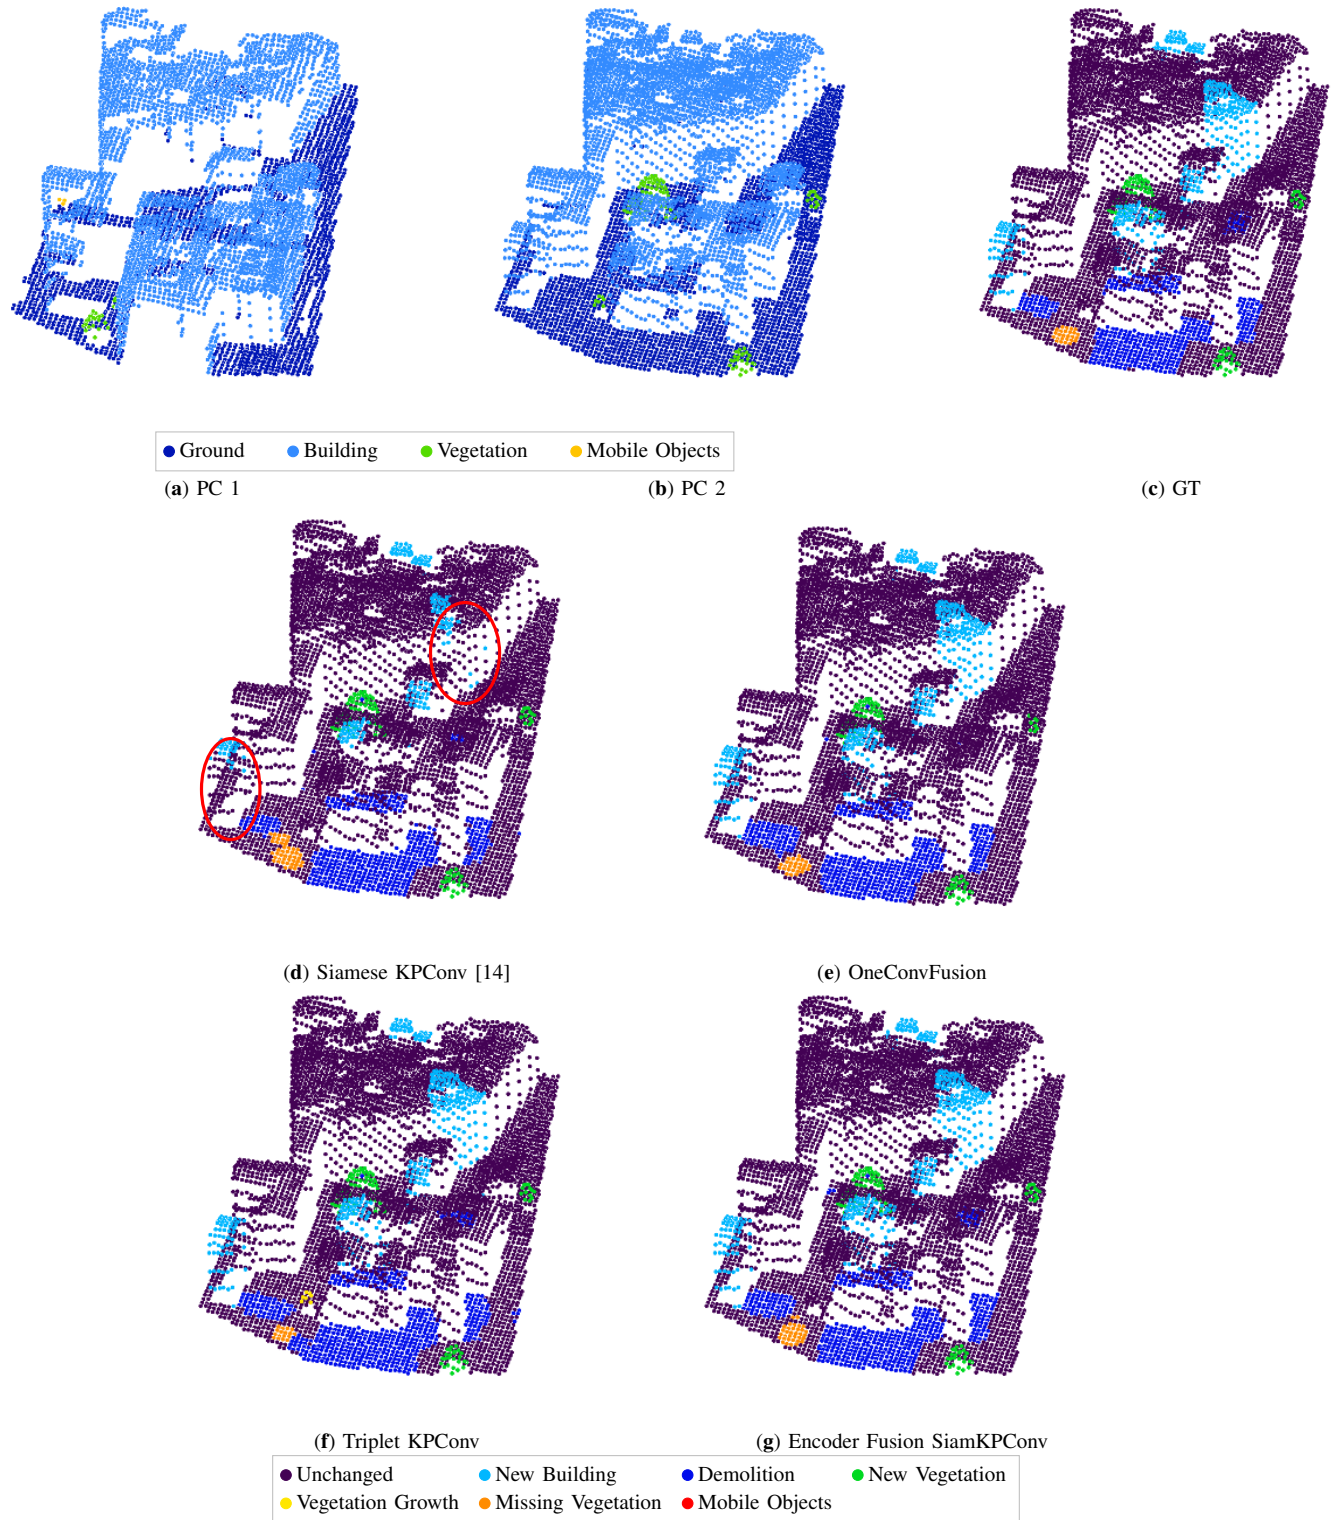 Ground Building Vegetation Mobile Objects
(a) PC 1 (b) PC 2 (c) GT
(d) Siamese KPConv [14] (e) OneConvFusion
(f) Triplet KPConv (g) Encoder Fusion SiamKPConv
Unchanged New Building Demolition New Vegetation
Vegetation Growth Missing Vegetation Mobile Objects